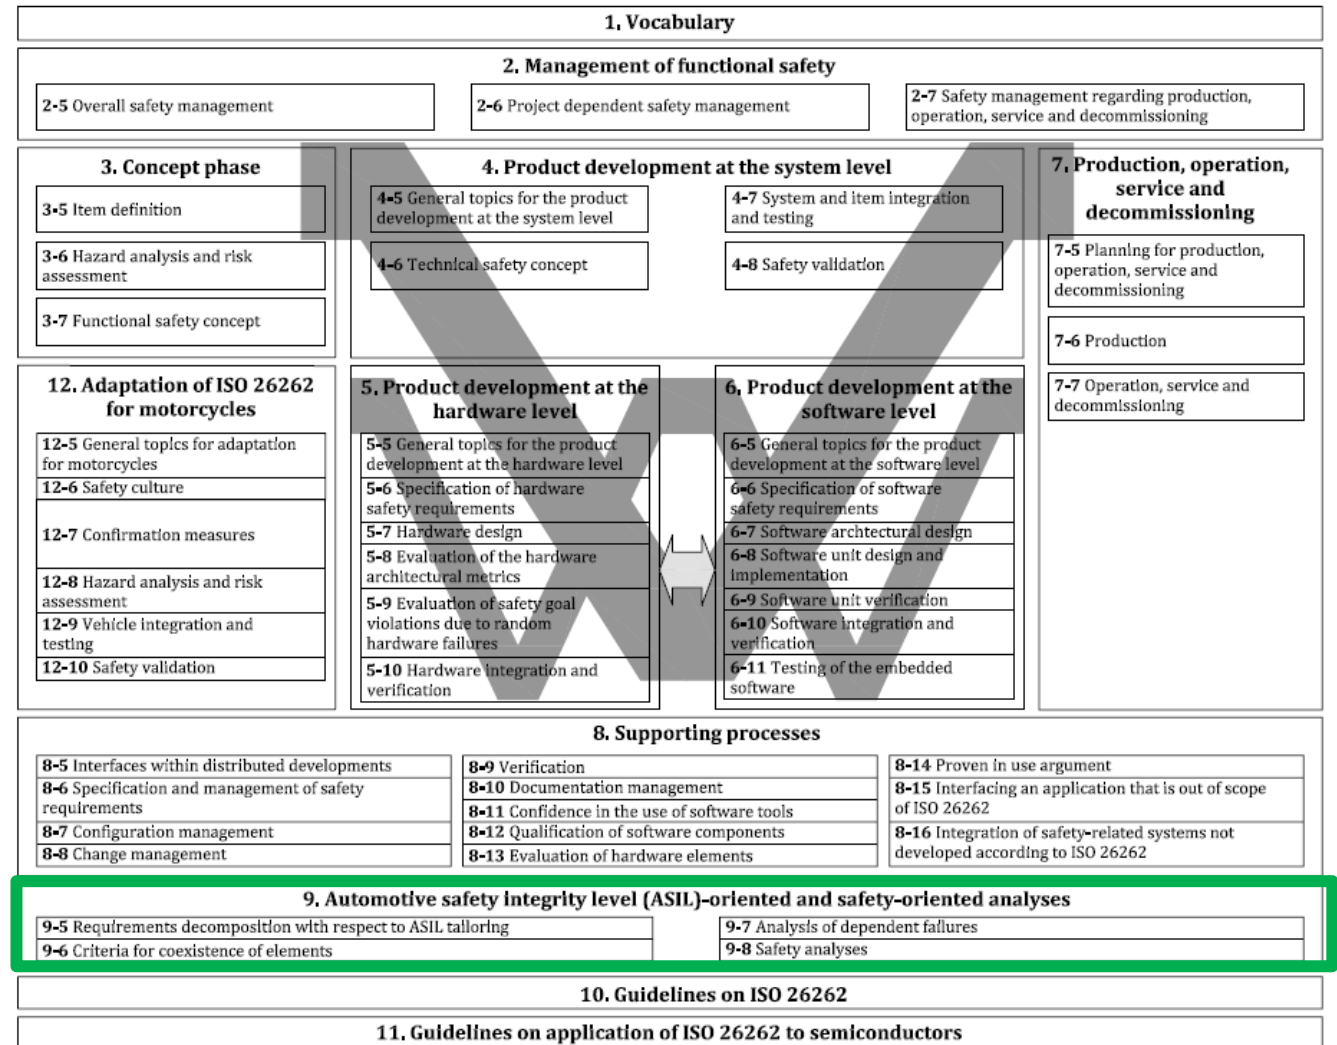 1. Vocabulary
2. Management of functional safety
2-5 Overall safety management
2-6 Project dependent safety management
2-7 Safety management regarding production,
operation, service and decommissioning
3. Concept phase
3-5 Item definition
3-6 Hazard analysis and risk
assessment
3-7 Functional safety concept
4. Product development at the system level
4-5 General topics for the product
development at the system level
4-6 Technical safety concept
4-7 System and item integration
and testing
4-8 Safety validation
7. Production, operation,
service and
decommissioning
7-5 Planning for production,
operation, service and
decommissioning
7-6 Production
7-7 Operation, service and
decommissioning
12. Adaptation of ISO 26262
for motorcycles
12-5 General topics for adaptation
for motorcycles
12-6 Safety culture
12-7 Confirmation measures
12-8 Hazard analysis and risk
assessment
12-9 Vehicle integration and
testing
12-10 Safety validation
5. Product development at the
hardware level
5-5 General topics for the product
development at the hardware level
5-6 Specification of hardware
safety requirements
5-7 Hardware design
5-8 Evaluation of the hardware
architectural metrics
5-9 Evaluation of safety goal
violations due to random
hardware failures
5-10 Hardware integration and
verification
6. Product development at the
software level
6-5 General topics for the product
development at the software level
6-6 Specification of software
safety requirements
6-7 Software archtectural design
6-8 Software unit design and
implementation
6-9 Software unit verification
6-10 Software integration and
verification
6-11 Testing of the embedded
software
8. Supporting processes
8-5 Interfaces within distributed developments
8-6 Specification and management of safety
requirements
8-7 Configuration management
8-8 Change management
8-9 Verification
8-10 Documentation management
8-11 Confidence in the use of software tools
8-12 Qualification of software components
8-13 Evaluation of hardware elements
8-14 Proven in use argument
8-15 Interfacing an application that is out of scope
of ISO 26262
8-16 Integration of safety-related systems not
developed according to ISO 26262
9. Automotive safety integrity level (ASIL)-oriented and safety-oriented analyses
9-5 Requirements decomposition with respect to ASIL tailoring
9-6 Criteria for coexistence of elements
9-7 Analysis of dependent failures
9-8 Safety analyses
10. Guidelines on ISO 26262
11. Guidelines on application of ISO 26262 to semiconductors